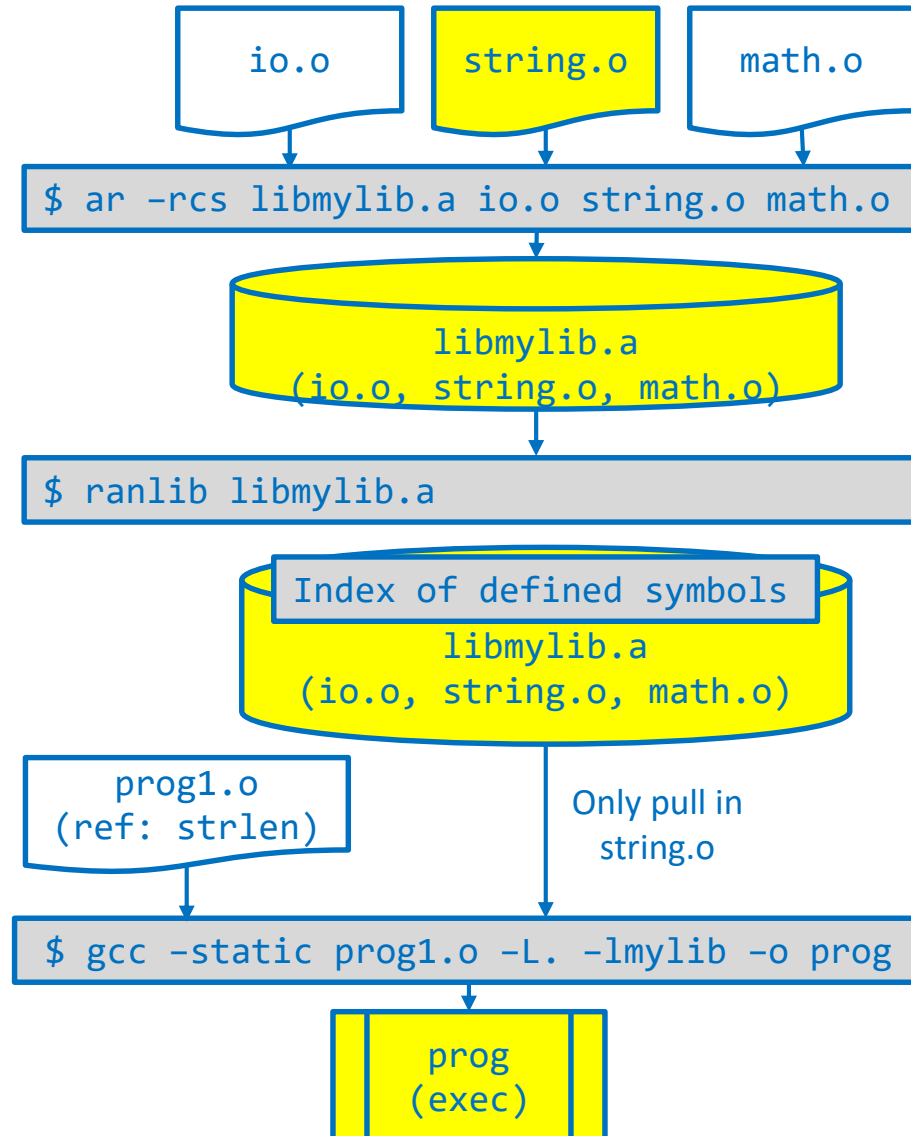 io.o
string.o
math.o
$ ar –rcs libmylib.a io.o string.o math.o
libmylib.a
(io.o, string.o, math.o)
$ ranlib libmylib.a
Index of defined symbols
libmylib.a
(io.o, string.o, math.o)
prog1.o
(ref: strlen)
Only pull in
string.o
$ gcc –static prog1.o –L. –lmylib –o prog
prog
(exec)